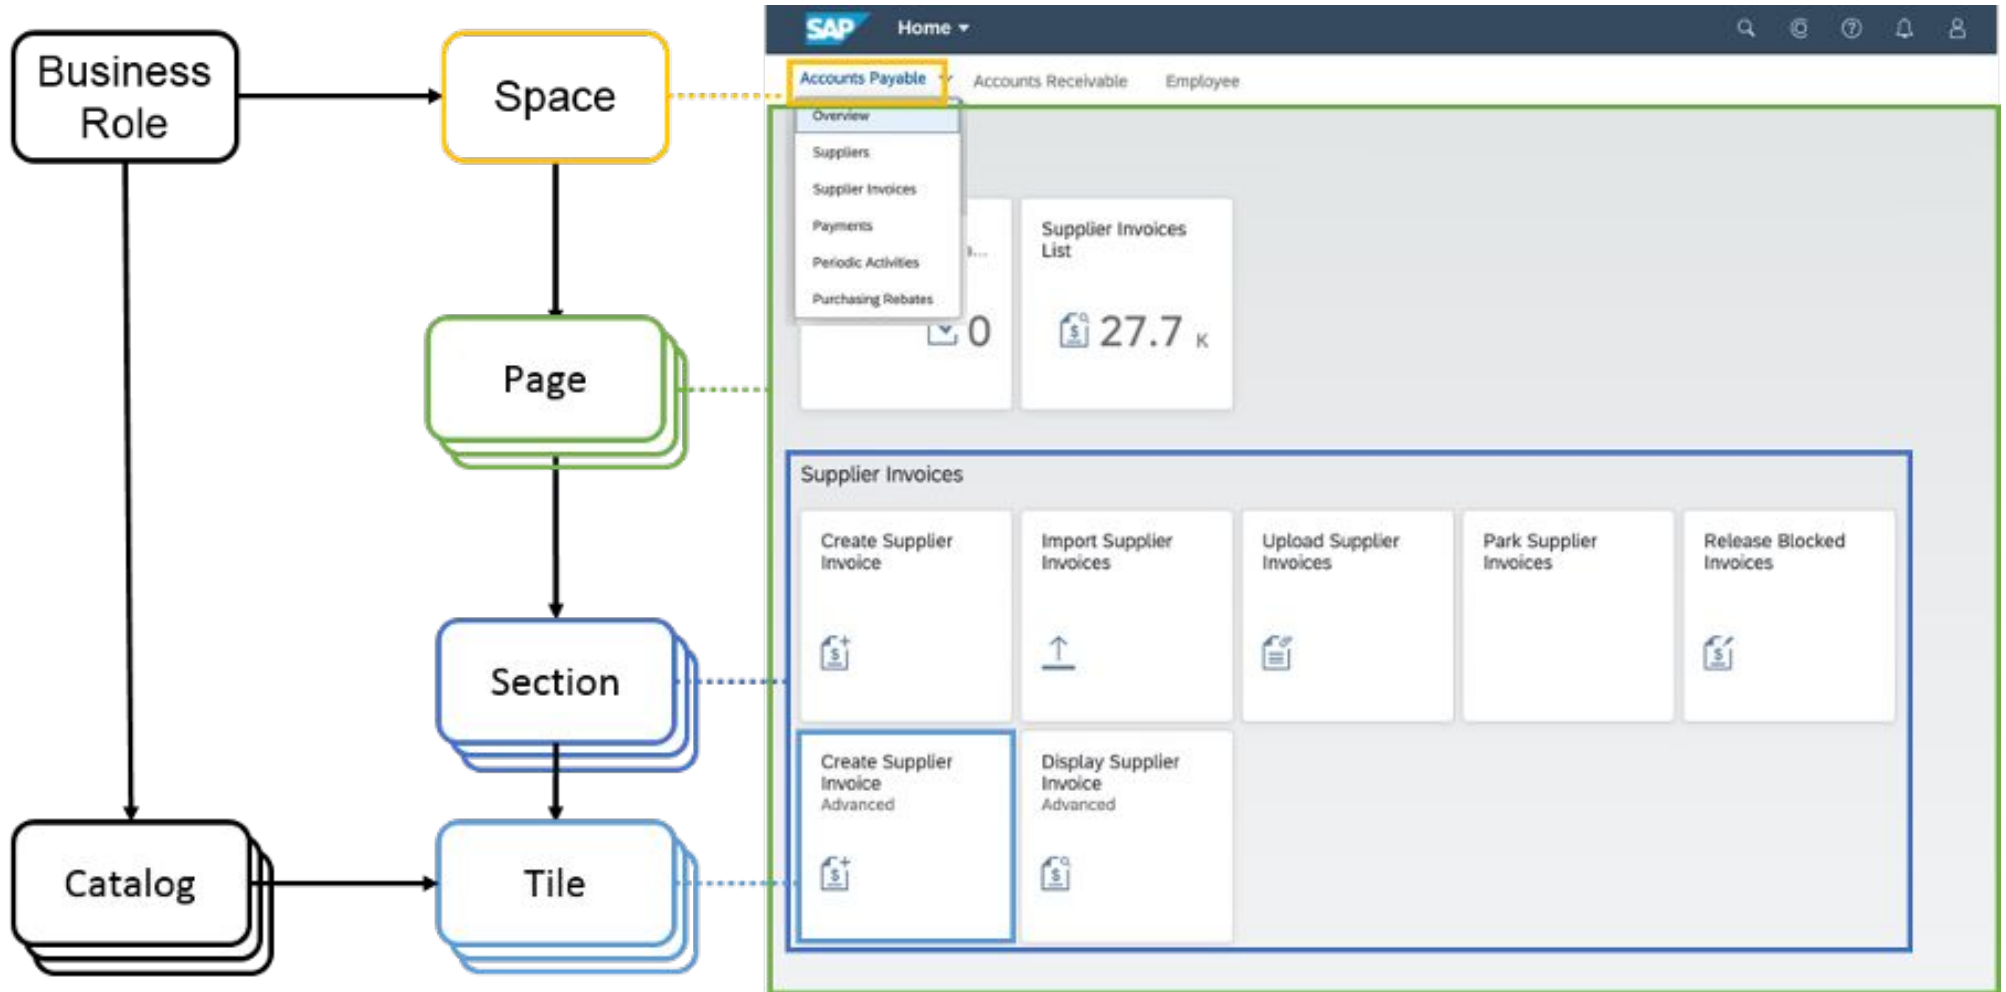 Business
Role
Space
Page
Section
Catalog
Tile
SAP
Home
Accounts Payable
Accounts Receivable
Employee
Overview
Suppliers
Supplier Invoices
Payments
Periodic Activities
Purchasing Rebates
0
Supplier Invoices
List
27.7 K
Supplier Invoices
Create Supplier
Invoice
Import Supplier
Invoices
Upload Supplier
Invoices
Park Supplier
Invoices
Release Blocked
Invoices
Create Supplier
Invoice
Advanced
Display Supplier
Invoice
Advanced